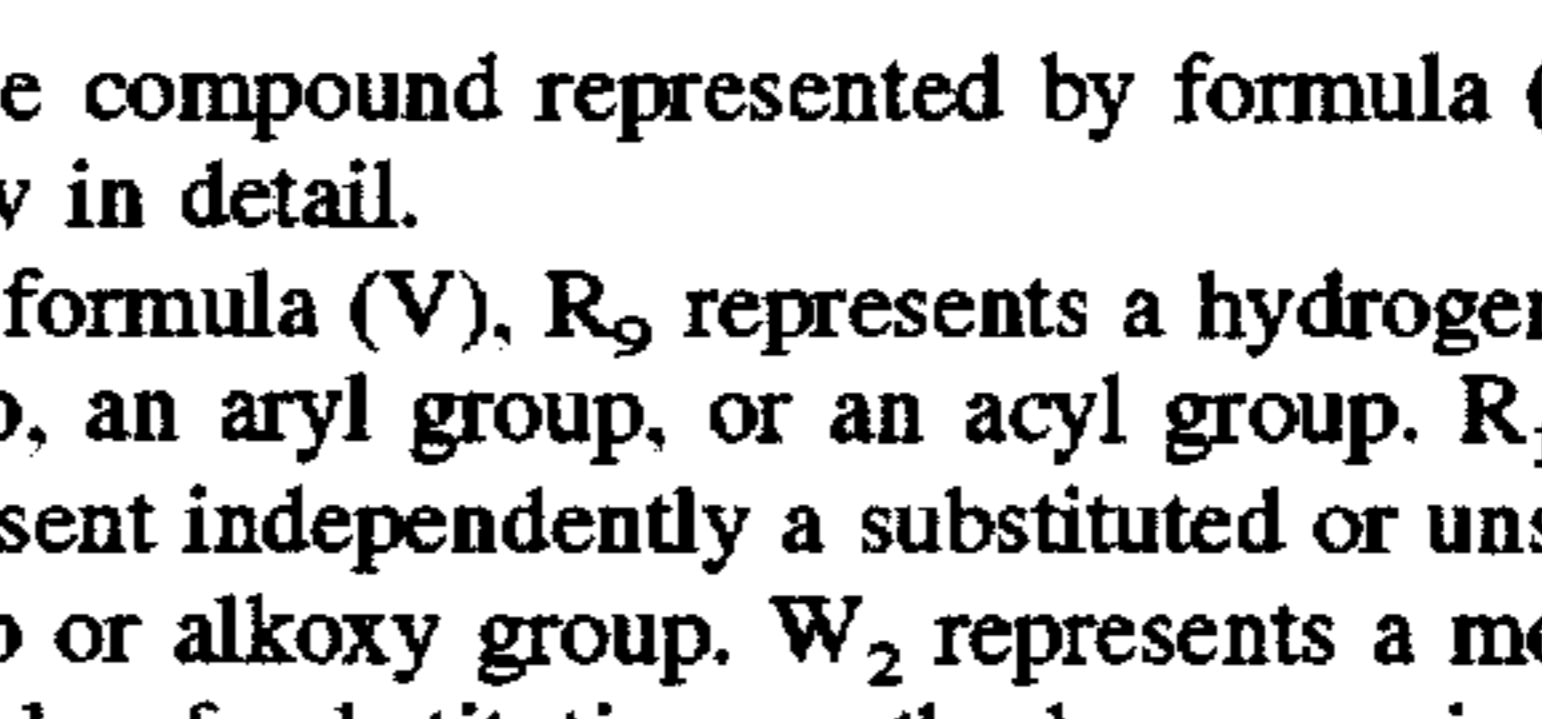 e compound represented by formula (
in detail.
formula (V), R₉ represents a hydrogen
, an aryl group, or an acyl group. R
sent independently a substituted or uns
or alkoxy group. W₂ represents a me